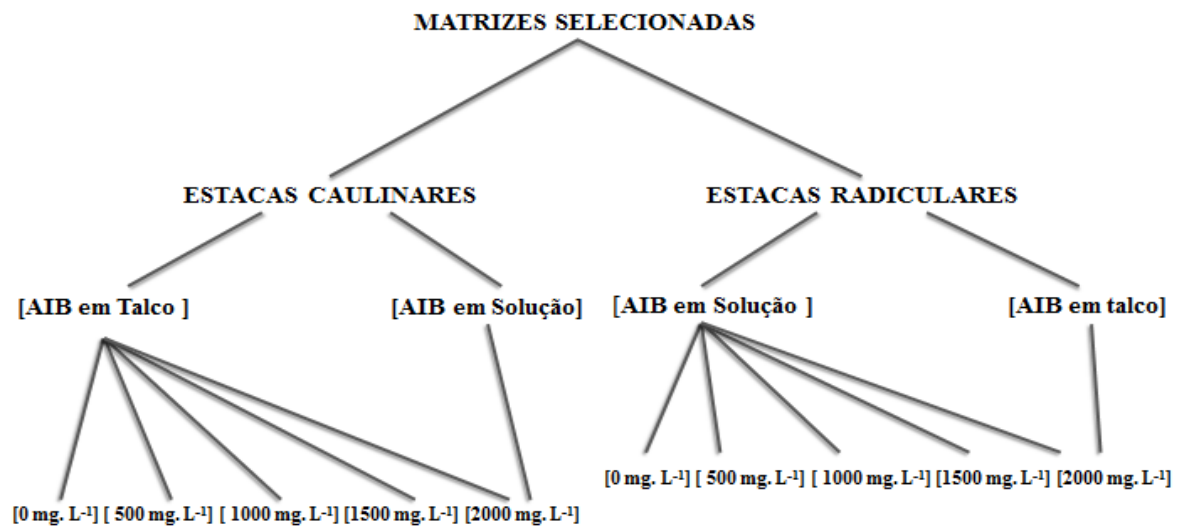 MATRIZES SELECIONADAS
ESTACAS CAULINARES
ESTACAS RADICULARES
[AIB em Talco ]
[AIB em Solução]
[AIB em Solução ]
[AIB em talco]
[0 mg. L⁻¹] [ 500 mg. L⁻¹] [ 1000 mg. L⁻¹] [1500 mg. L⁻¹] [2000 mg. L⁻¹]
[0 mg. L⁻¹] [ 500 mg. L⁻¹] [ 1000 mg. L⁻¹] [1500 mg. L⁻¹] [2000 mg. L⁻¹]